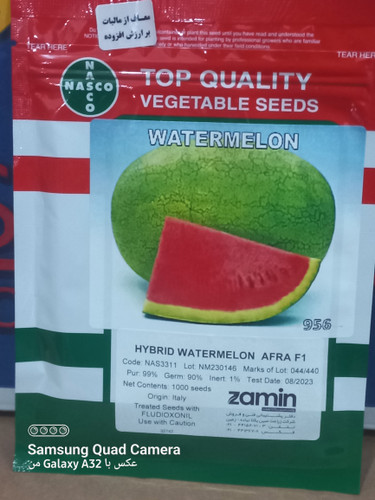 معاف از مالیات
بر ارزش افزوده
TEAR HERE
TEAR HERE
NASCO
NASCO
TOP QUALITY
VEGETABLE SEEDS
WATERMELON
956
HYBRID WATERMELON AFRA F1
Code: NAS3311 Lot: NM230146 Marks of Lot: 044/440
Pur: 99% Germ: 90% Inert: 1% Test Date: 08/2023
Net Contents: 1000 seeds
Origin: Italy
Treated Seeds with
FLUDIOXONIL
Use with Caution
zamin
Samsung Quad Camera
عکس با Galaxy A32 من